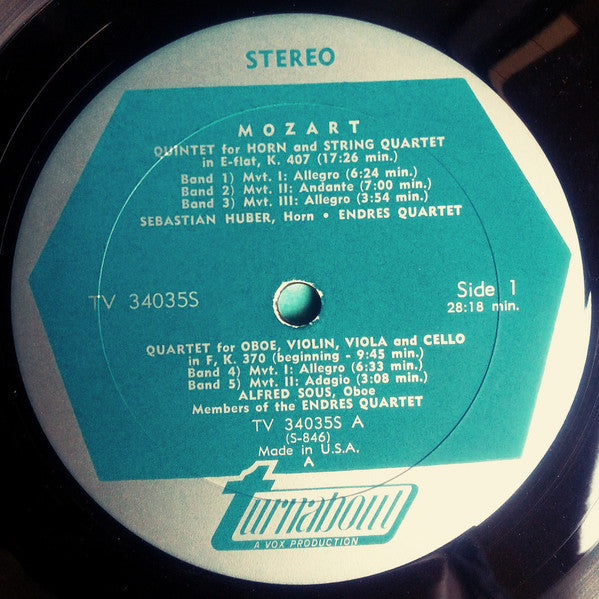 STEREO
MOZART
QUINTET for HORN and STRING QUARTET
in E-flat, K. 407 (17:26 min.)
Band 1) Mvt. I: Allegro (6:24 min.)
Band 2) Mvt. II: Andante (7:00 min.)
Band 3) Mvt. III: Allegro (3:54 min.)
SEBASTIAN HUBER, Horn • ENDRES QUARTET
TV 34035S
Side 1
28:18 min.
QUARTET for OBOE, VIOLIN, VIOLA and CELLO
in F, K. 370 (beginning - 9:45 min.)
Band 4) Mvt. I: Allegro (6:33 min.)
Band 5) Mvt. II: Adagio (3:08 min.)
ALFRED SOUS, Oboe
Members of the ENDRES QUARTET
TV 34035S A
(S-846)
Made in U.S.A.
A
turnabout
A VOX PRODUCTION